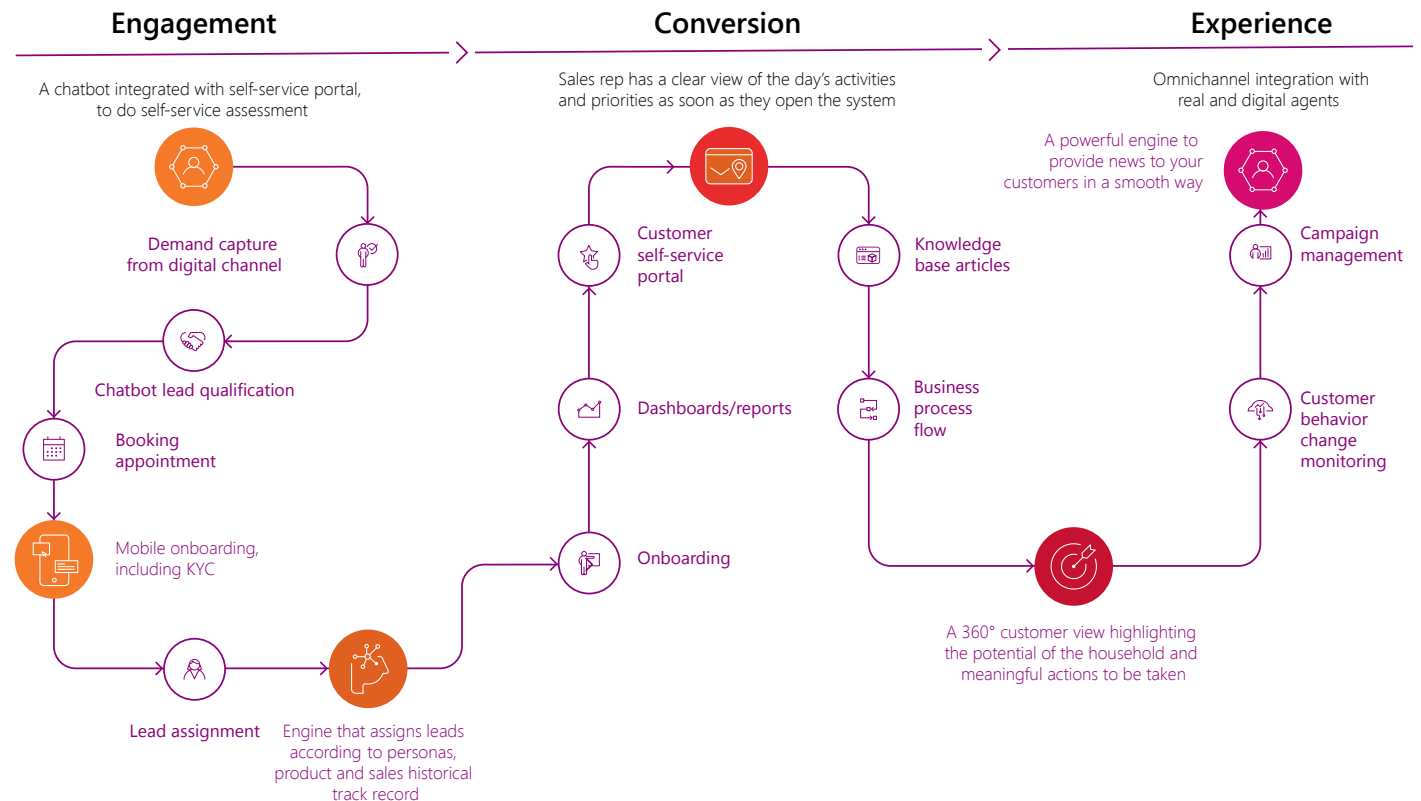 Engagement
Conversion
Experience
A chatbot integrated with self-service portal,
to do self-service assessment
Demand capture
from digital channel
Chatbot lead qualification
Booking
appointment
Mobile onboarding,
including KYC
Lead assignment
Engine that assigns leads
according to personas,
product and sales historical
track record
Sales rep has a clear view of the day’s activities
and priorities as soon as they open the system
Customer
self-service
portal
Dashboards/reports
Onboarding
Knowledge
base articles
Business
process
flow
A 360° customer view highlighting
the potential of the household and
meaningful actions to be taken
Omnichannel integration with
real and digital agents
A powerful engine to
provide news to your
customers in a smooth way
Campaign
management
Customer
behavior
change
monitoring